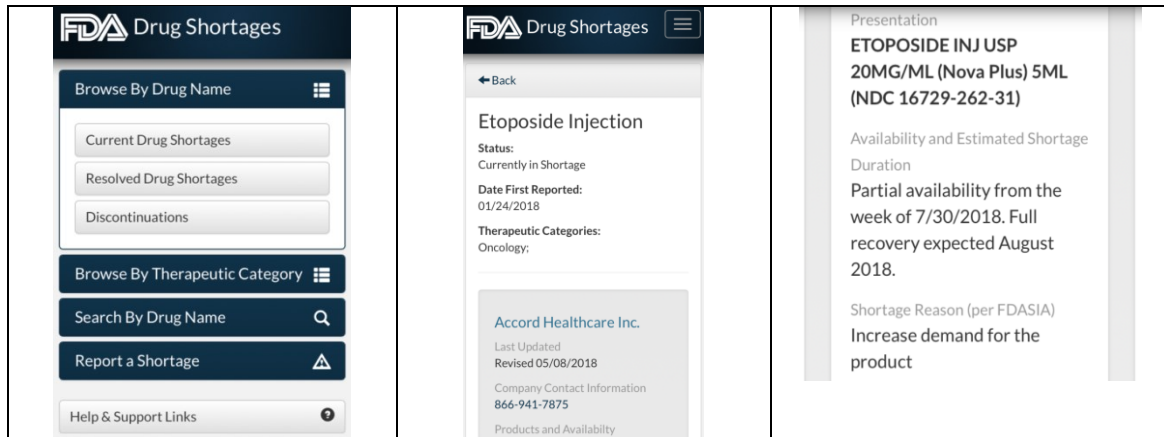 FDA Drug Shortages
Browse By Drug Name
Current Drug Shortages
Resolved Drug Shortages
Discontinuations
Browse By Therapeutic Category
Search By Drug Name
Report a Shortage
Help & Support Links
FDA Drug Shortages
Back
Etoposide Injection
Status:
Currently in Shortage
Date First Reported:
01/24/2018
Therapeutic Categories:
Oncology;
Accord Healthcare Inc.
Last Updated
Revised 05/08/2018
Company Contact Information
866-941-7875
Products and Availabilty
Presentation
ETOPOSIDE INJ USP
20MG/ML (Nova Plus) 5ML
(NDC 16729-262-31)
Availability and Estimated Shortage
Duration
Partial availability from the
week of 7/30/2018. Full
recovery expected August
2018.
Shortage Reason (per FDASIA)
Increase demand for the
product